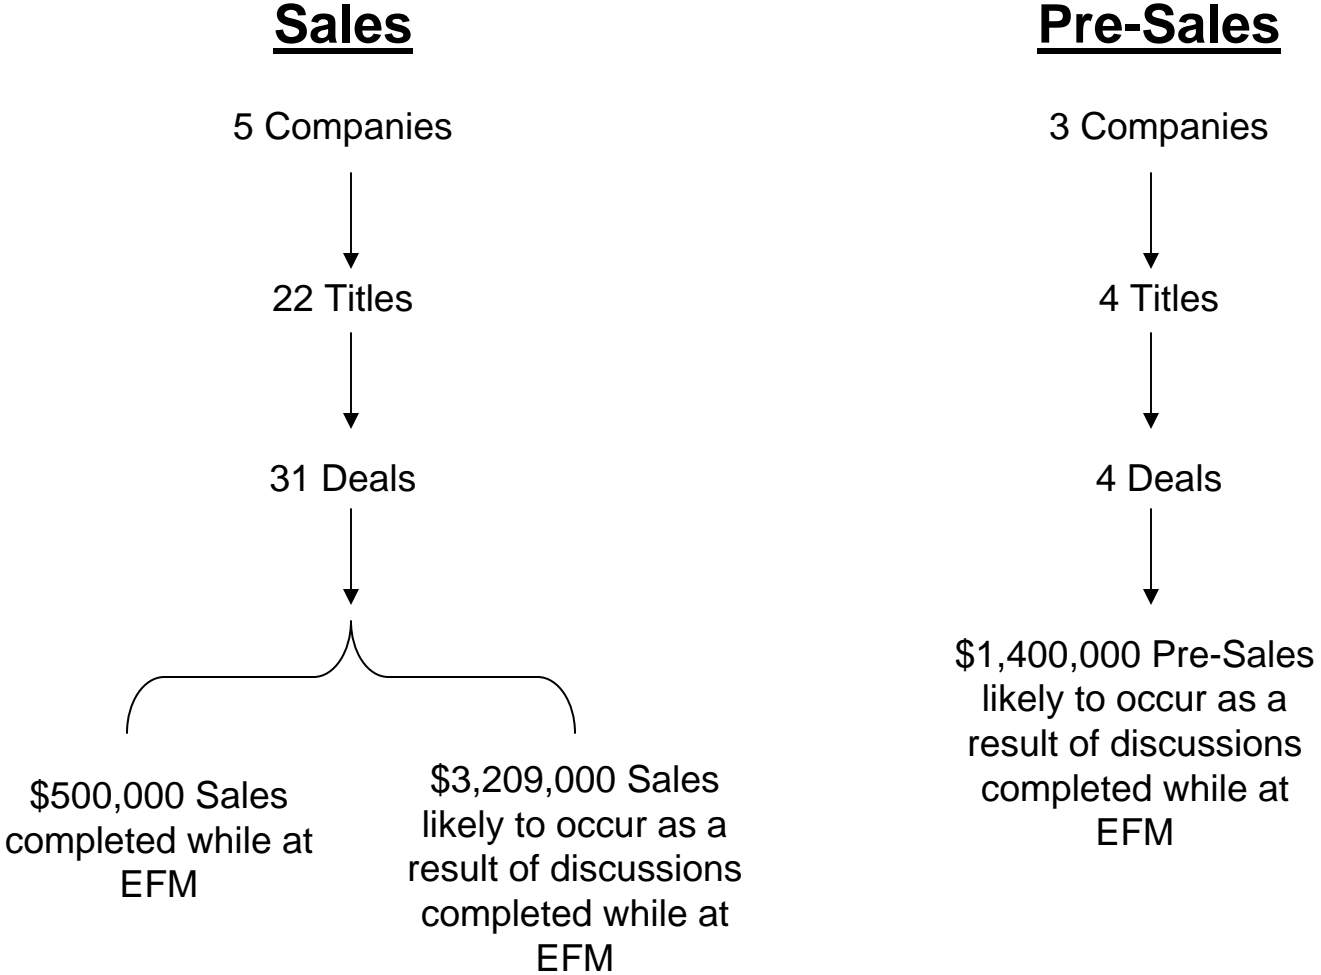 Sales
5 Companies
22 Titles
31 Deals
$500,000 Sales
completed while at
EFM
$3,209,000 Sales
likely to occur as a
result of discussions
completed while at
EFM
Pre-Sales
3 Companies
4 Titles
4 Deals
$1,400,000 Pre-Sales
likely to occur as a
result of discussions
completed while at
EFM